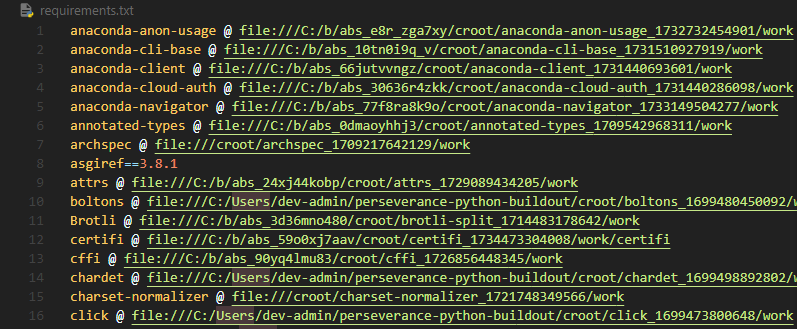 requirements.txt
1 anaconda-anon-usage @ file:///C:/b/abs_e8r_zga7xy/croot/anaconda-anon-usage_1732732454901/work
2 anaconda-cli-base @ file:///C:/b/abs_10tn0i9q_v/croot/anaconda-cli-base_1731510927919/work
3 anaconda-client @ file:///C:/b/abs_66jutvvngz/croot/anaconda-client_1731440693601/work
4 anaconda-cloud-auth @ file:///C:/b/abs_30636r4zkk/croot/anaconda-cloud-auth_1731440286098/work
5 anaconda-navigator @ file:///C:/b/abs_77f8ra8k9o/croot/anaconda-navigator_1733149504277/work
6 annotated-types @ file:///C:/b/abs_0dmaoyhhj3/croot/annotated-types_1709542968311/work
7 archspec @ file:///croot/archspec_1709217642129/work
8 asgiref==3.8.1
9 attrs @ file:///C:/b/abs_24xj44kobp/croot/attrs_1729089434205/work
10 boltons @ file:///C:/Users/dev-admin/perseverance-python-buildout/croot/boltons_1699480450092/w
11 Brotli @ file:///C:/b/abs_3d36mno480/croot/brotli-split_1714483178642/work
12 certifi @ file:///C:/b/abs_59o0xj7aav/croot/certifi_1734473304008/work/certifi
13 cffi @ file:///C:/b/abs_90yq4lmu83/croot/cffi_1726856448345/work
14 chardet @ file:///C:/Users/dev-admin/perseverance-python-buildout/croot/chardet_1699498892802/w
15 charset-normalizer @ file:///croot/charset-normalizer_1721748349566/work
16 click @ file:///C:/Users/dev-admin/perseverance-python-buildout/croot/click_1699473800648/work